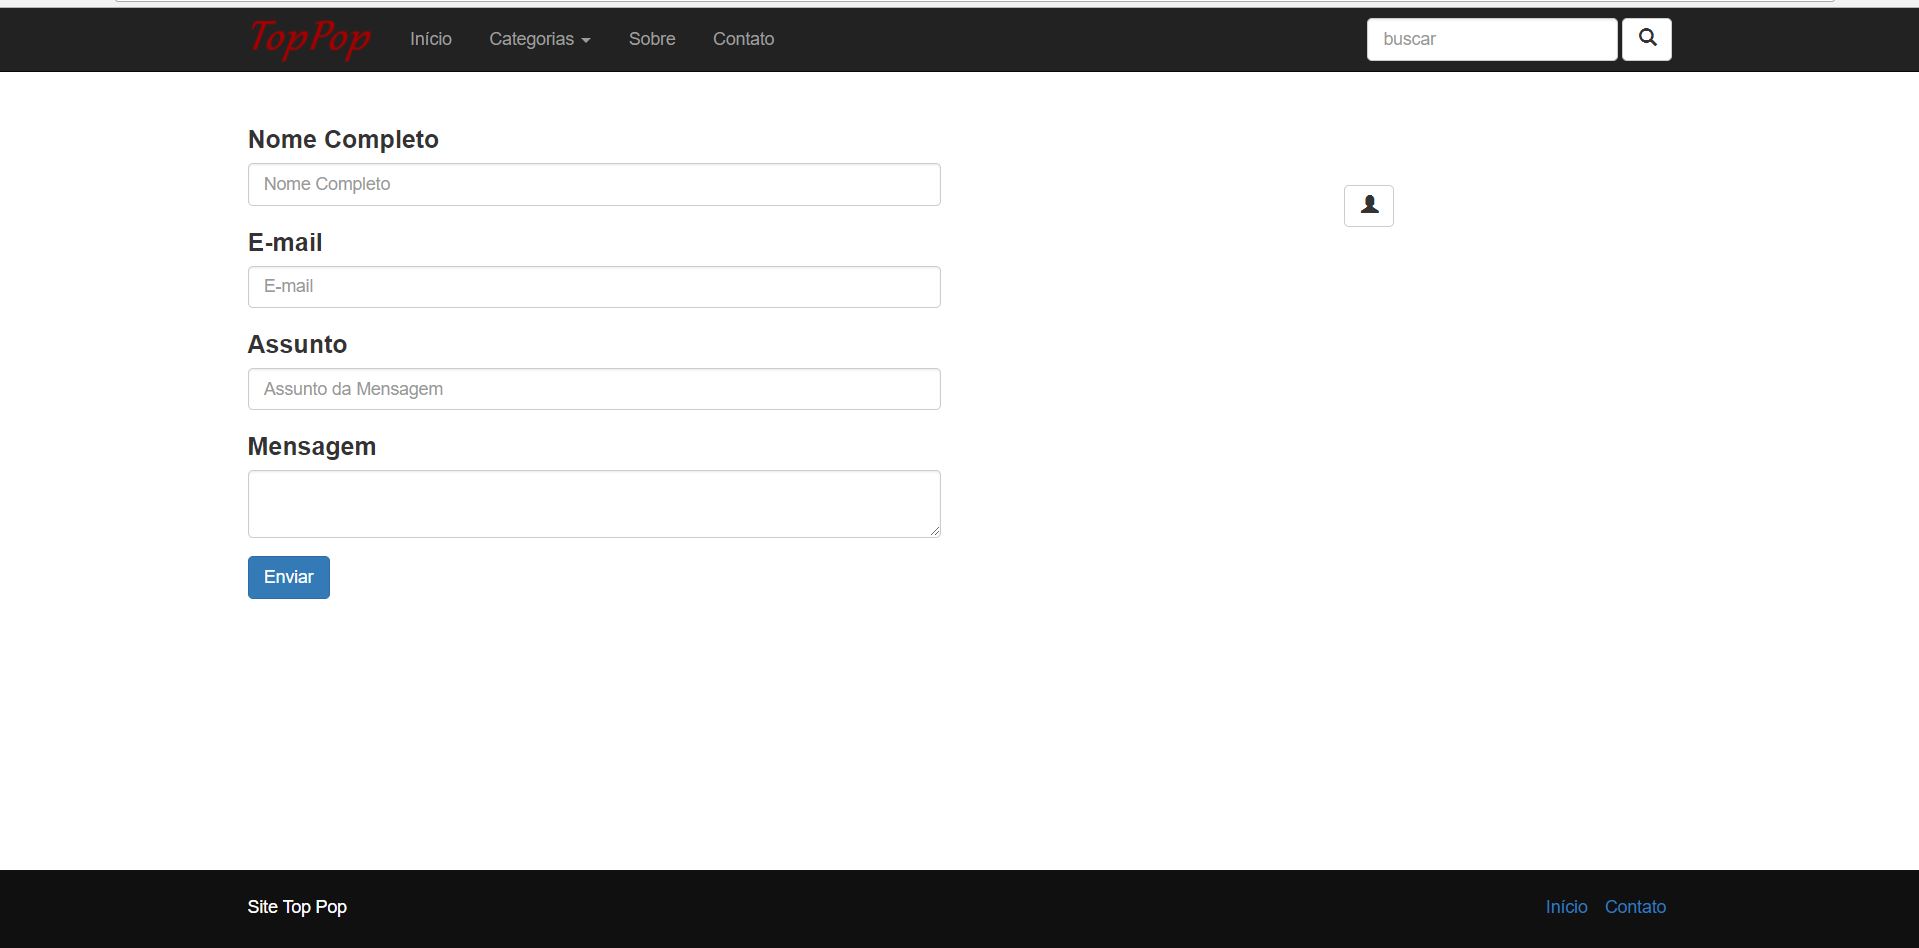 TopPop Início Categorias Sobre Contato buscar
Nome Completo
Nome Completo
E-mail
E-mail
Assunto
Assunto da Mensagem
Mensagem
Enviar
Site Top Pop Início Contato